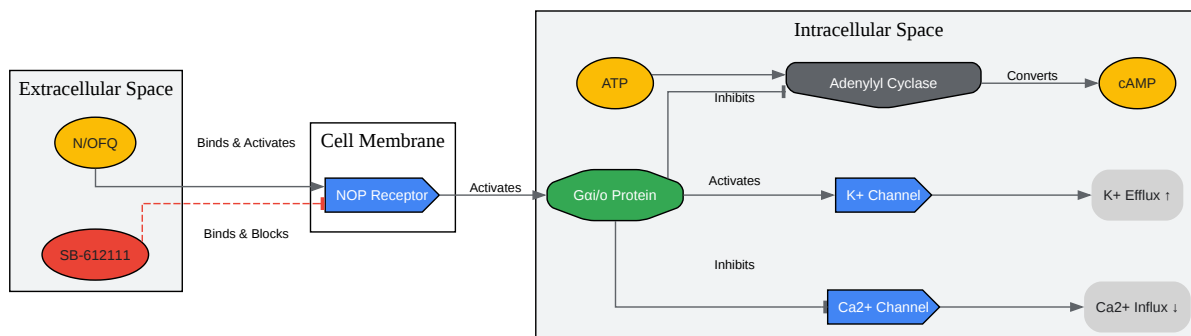 Extracellular Space
N/OFQ
SB-612111
Binds & Activates
Binds & Blocks
Cell Membrane
NOP Receptor
Activates
Intracellular Space
ATP
Adenylyl Cyclase
Converts
cAMP
Inhibits
Gαi/o Protein
Activates
K+ Channel
K+ Efflux ↑
Inhibits
Ca2+ Channel
Ca2+ Influx ↓